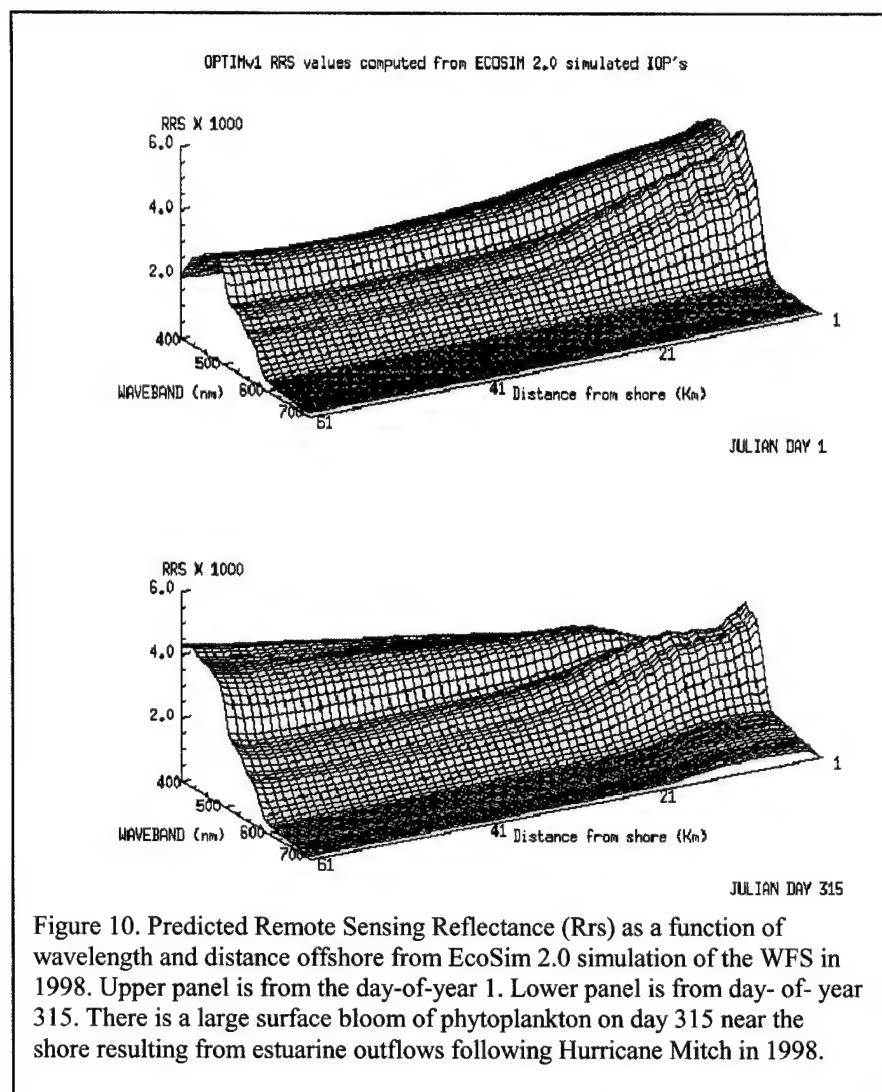 OPTIMv1 RRS values computed from ECOSIM 2.0 simulated IOP's
RRS X 1000
6.0
4.0
2.0
400
500
600
700
WAVEBAND (nm)
61
41
21
1
Distance from shore (Km)
JULIAN DAY 1
RRS X 1000
6.0
4.0
2.0
400
500
600
700
WAVEBAND (nm)
61
41
21
1
Distance from shore (Km)
JULIAN DAY 315
Figure 10. Predicted Remote Sensing Reflectance (Rrs) as a function of
wavelength and distance offshore from EcoSim 2.0 simulation of the WFS in
1998. Upper panel is from the day-of-year 1. Lower panel is from day- of- year
315. There is a large surface bloom of phytoplankton on day 315 near the
shore resulting from estuarine outflows following Hurricane Mitch in 1998.